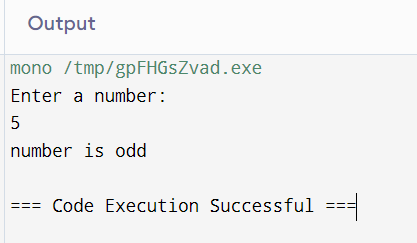 Output
mono /tmp/gpFHGsZvad.exe
Enter a number:
5
number is odd
=== Code Execution Successful ===